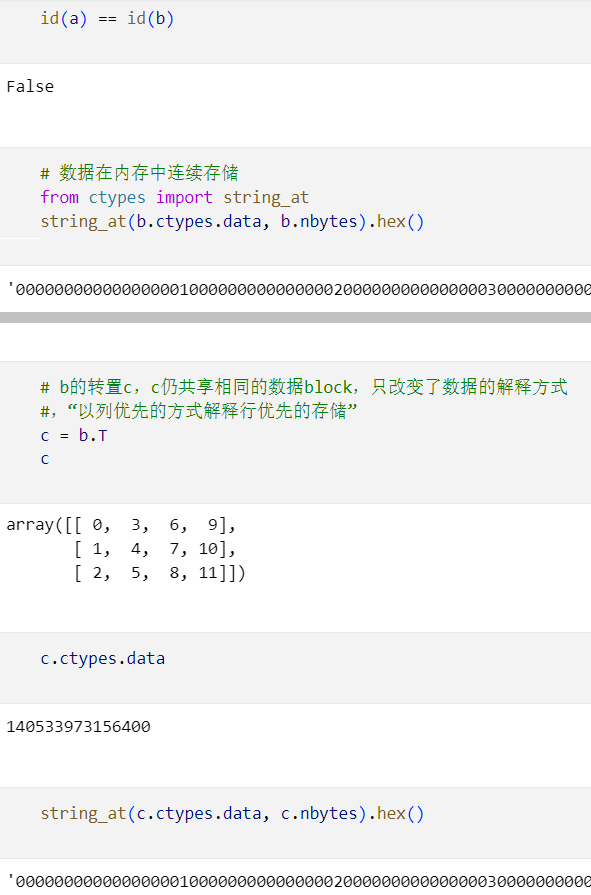 id(a) == id(b)
False
# 数据在内存中连续存储
from ctypes import string_at
string_at(b.ctypes.data, b.nbytes).hex()
'000000000000000001000000000000000200000000000000030000000000
# b的转置c，c仍共享相同的数据block，只改变了数据的解释方式
#，“以列优先的方式解释行优先的存储”
c = b.T
c
array([[ 0, 3, 6, 9],
[ 1, 4, 7, 10],
[ 2, 5, 8, 11]])
c.ctypes.data
140533973156400
string_at(c.ctypes.data, c.nbytes).hex()
'000000000000000001000000000000000200000000000000030000000000